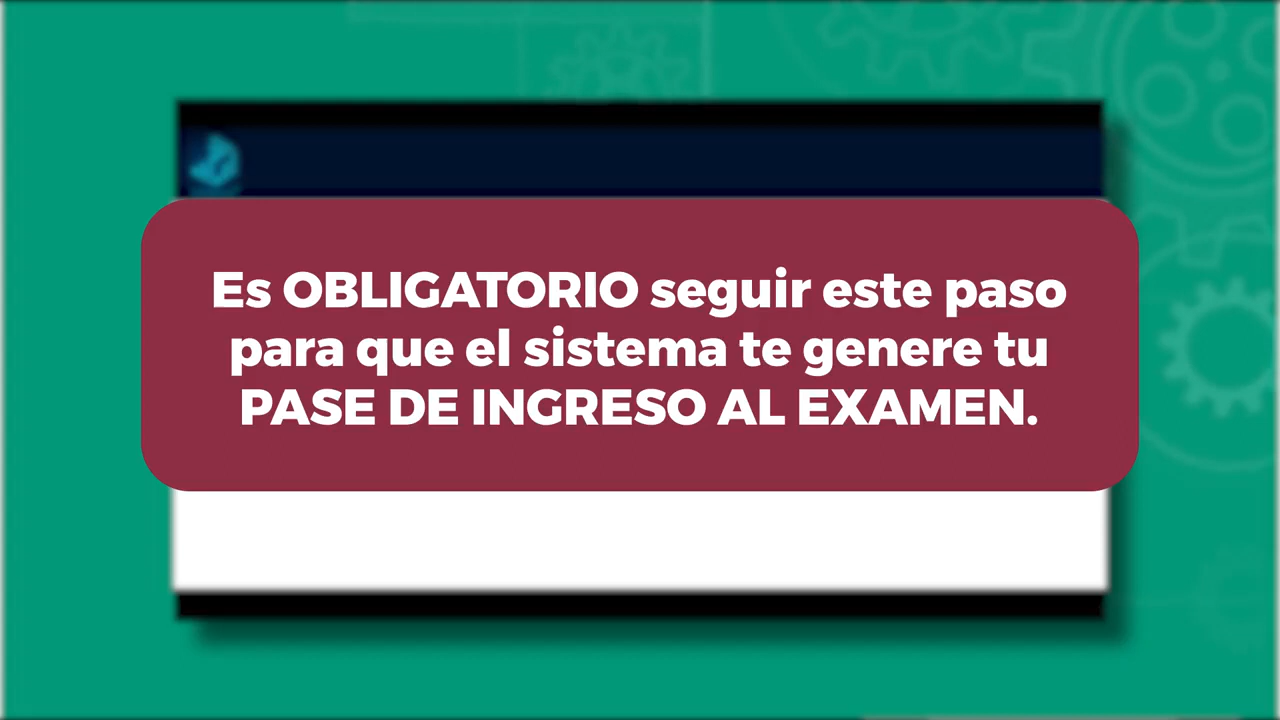 Es OBLIGATORIO seguir este paso
para que el sistema te genere tu
PASE DE INGRESO AL EXAMEN.